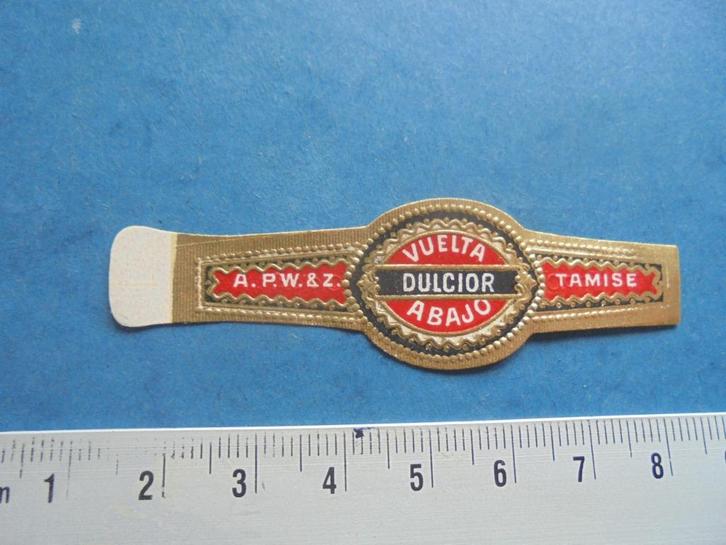 A.P.W.&Z.
VUELTA
DULCIOR
ABAJO
TAMISE
m 1 2 3 4 5 6 7 8